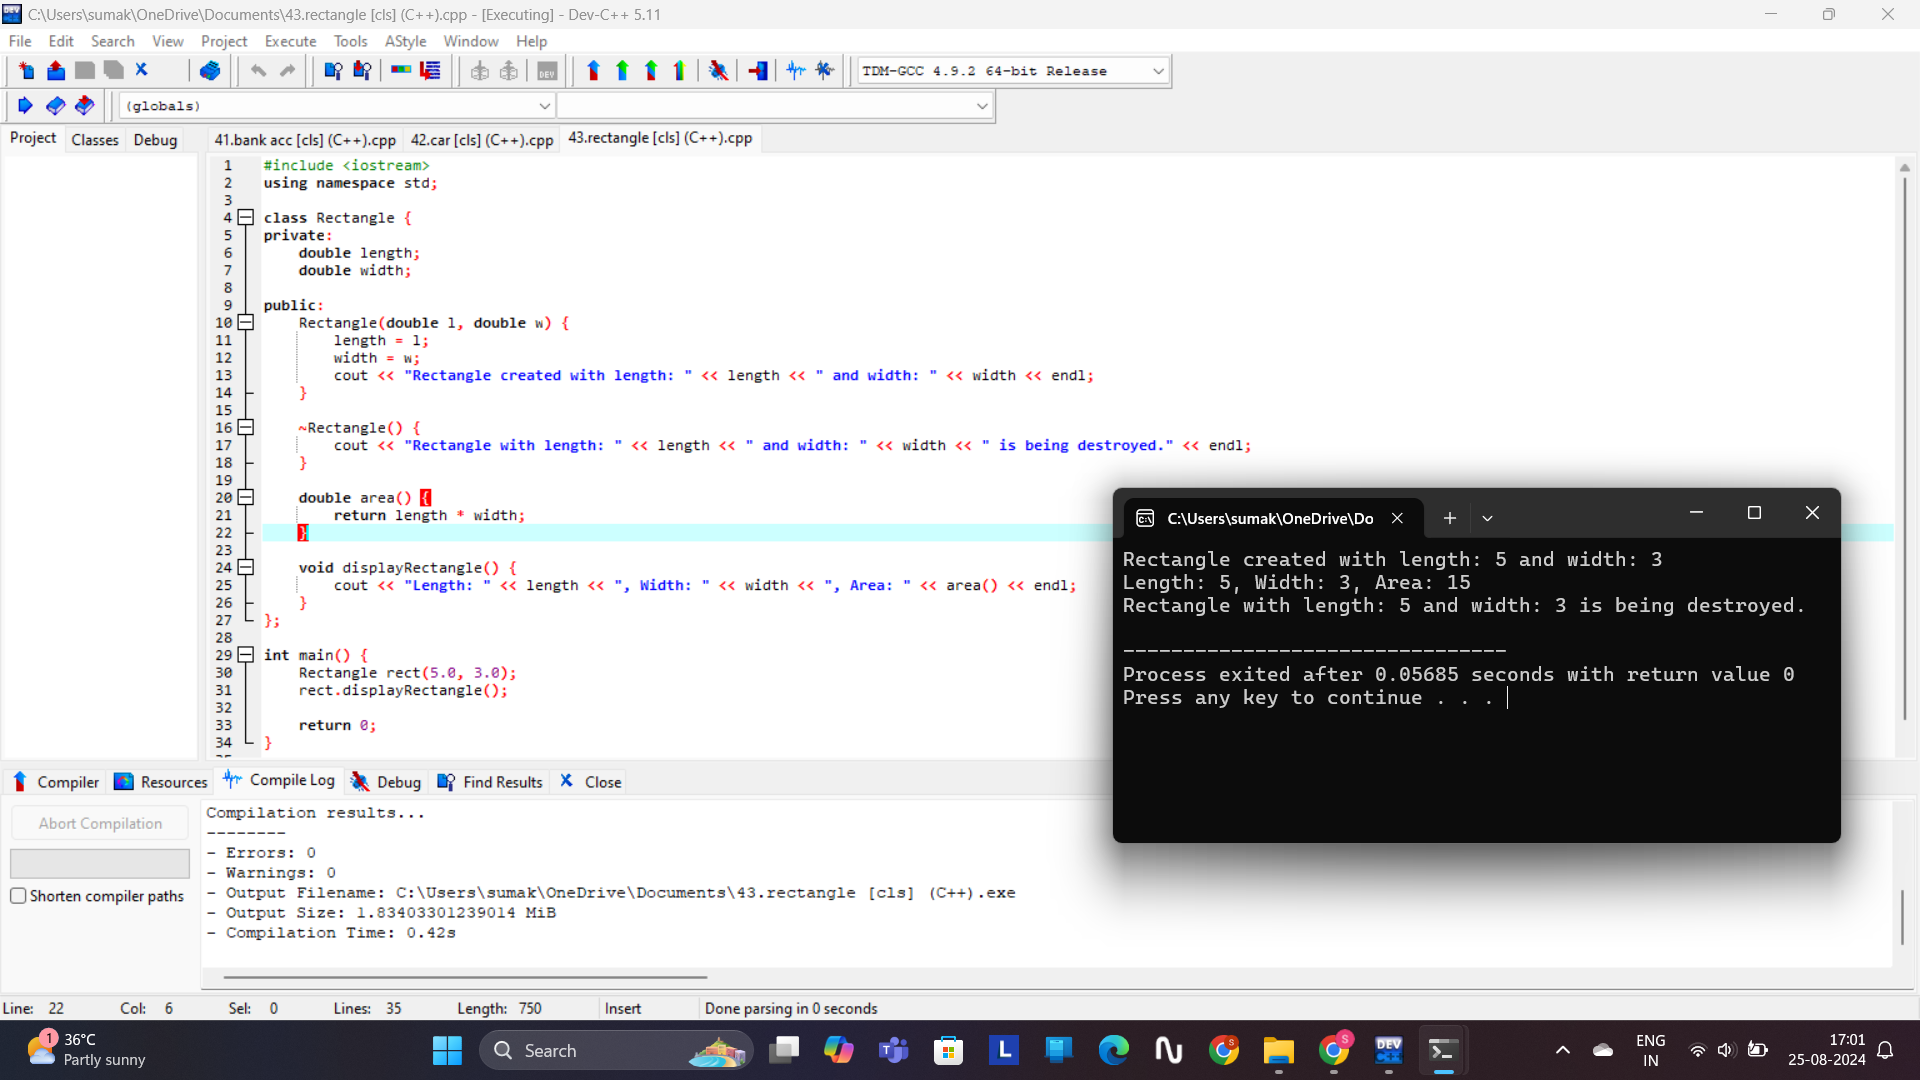 C:\Users\sumak\OneDrive\Documents\43.rectangle [cls] (C++).cpp - [Executing] - Dev-C++ 5.11
File Edit Search View Project Execute Tools AStyle Window Help
DEV
TDM-GCC 4.9.2 64-bit Release
(globals)
Project Classes Debug
41.bank acc [cls] (C++).cpp 42.car [cls] (C++).cpp 43.rectangle [cls] (C++).cpp
1 #include <iostream>
2 using namespace std;
3
4 class Rectangle {
5 private:
6 double length;
7 double width;
8
9 public:
10 Rectangle(double l, double w) {
11 length = l;
12 width = w;
13 cout << "Rectangle created with length: " << length << " and width: " << width << endl;
14 }
15
16 ~Rectangle() {
17 cout << "Rectangle with length: " << length << " and width: " << width << " is being destroyed." << endl;
18 }
19
20 double area() {
21 return length * width;
22 }
23
24 void displayRectangle() {
25 cout << "Length: " << length << ", Width: " << width << ", Area: " << area() << endl;
26 }
27 };
28
29 int main() {
30 Rectangle rect(5.0, 3.0);
31 rect.displayRectangle();
32
33 return 0;
34 }
C:\Users\sumak\OneDrive\Do
Rectangle created with length: 5 and width: 3
Length: 5, Width: 3, Area: 15
Rectangle with length: 5 and width: 3 is being destroyed.
--------------------------------
Process exited after 0.05685 seconds with return value 0
Press any key to continue . . .
Compiler Resources Compile Log Debug Find Results Close
Abort Compilation
Shorten compiler paths
Compilation results...
--------
- Errors: 0
- Warnings: 0
- Output Filename: C:\Users\sumak\OneDrive\Documents\43.rectangle [cls] (C++).exe
- Output Size: 1.83403301239014 MiB
- Compilation Time: 0.42s
Line: 22 Col: 6 Sel: 0 Lines: 35 Length: 750 Insert Done parsing in 0 seconds
1
36°C
Partly sunny
Search
L
S
S
DEV
C++
ENG
IN
17:01
25-08-2024